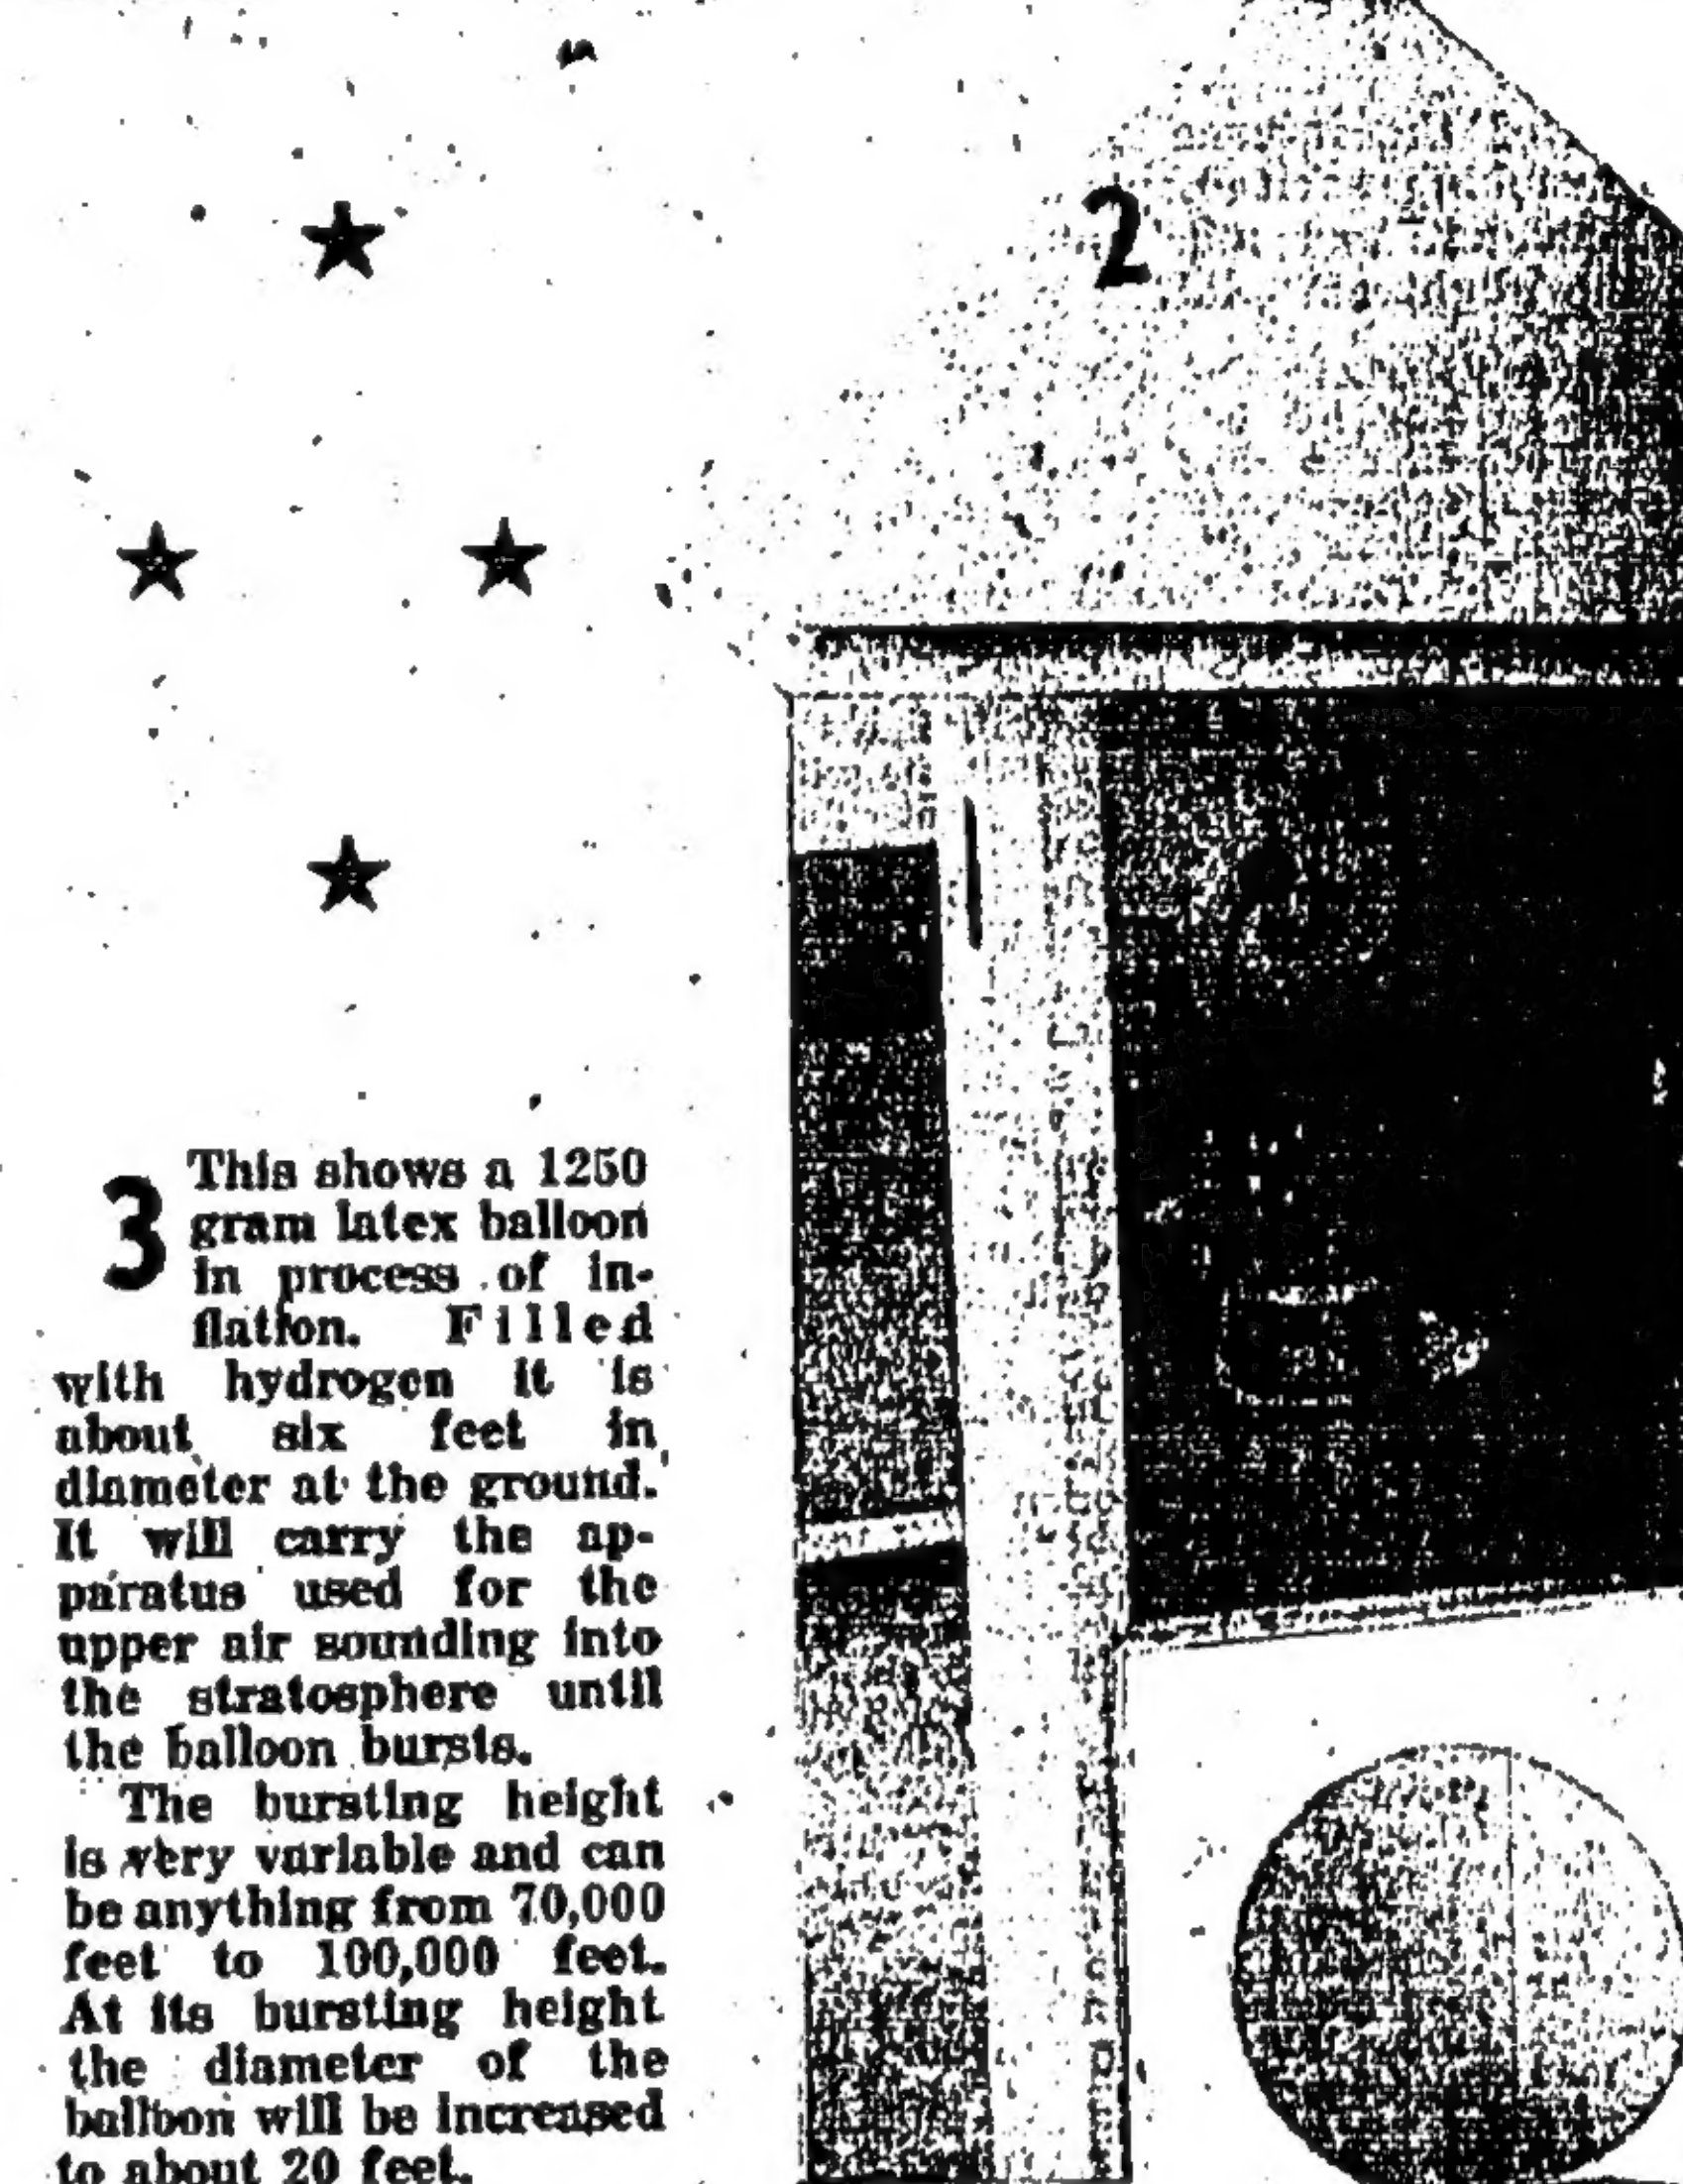 2
3 This shows a 1250
gram latex balloon
in process of in-
flation. Filled
with hydrogen it is
about six feet in
diameter at the ground.
It will carry the ap-
paratus used for the
upper air sounding into
the stratosphere until
the balloon bursts.
The bursting height
is very variable and can
be anything from 70,000
feet to 100,000 feet.
At its bursting height
the diameter of the
balloon will be increased
to about 20 feet.